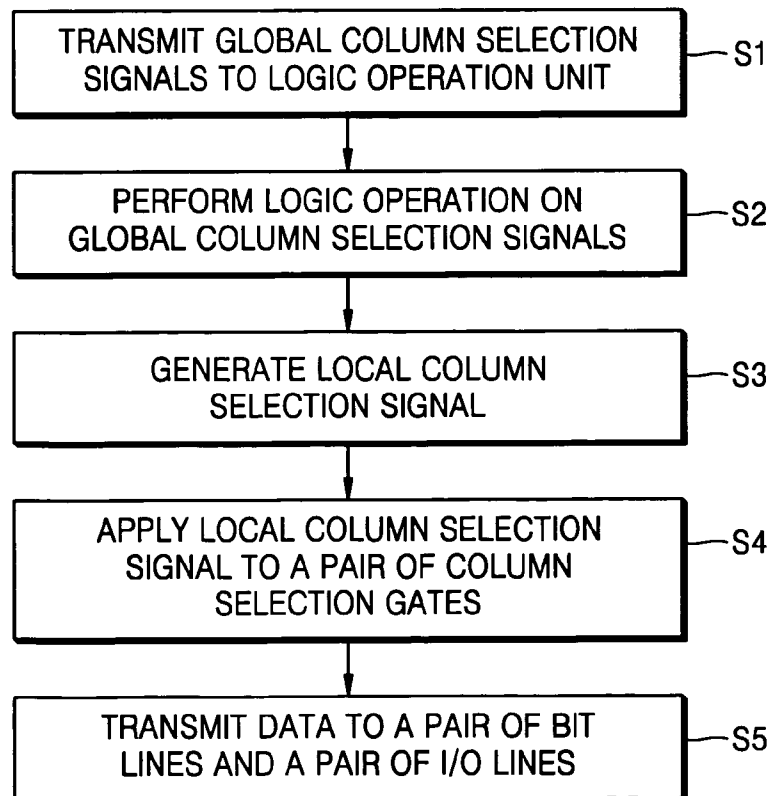 TRANSMIT GLOBAL COLUMN SELECTION
SIGNALS TO LOGIC OPERATION UNIT
S1
PERFORM LOGIC OPERATION ON
GLOBAL COLUMN SELECTION SIGNALS
S2
GENERATE LOCAL COLUMN
SELECTION SIGNAL
S3
APPLY LOCAL COLUMN SELECTION
SIGNAL TO A PAIR OF COLUMN
SELECTION GATES
S4
TRANSMIT DATA TO A PAIR OF BIT
LINES AND A PAIR OF I/O LINES
S5